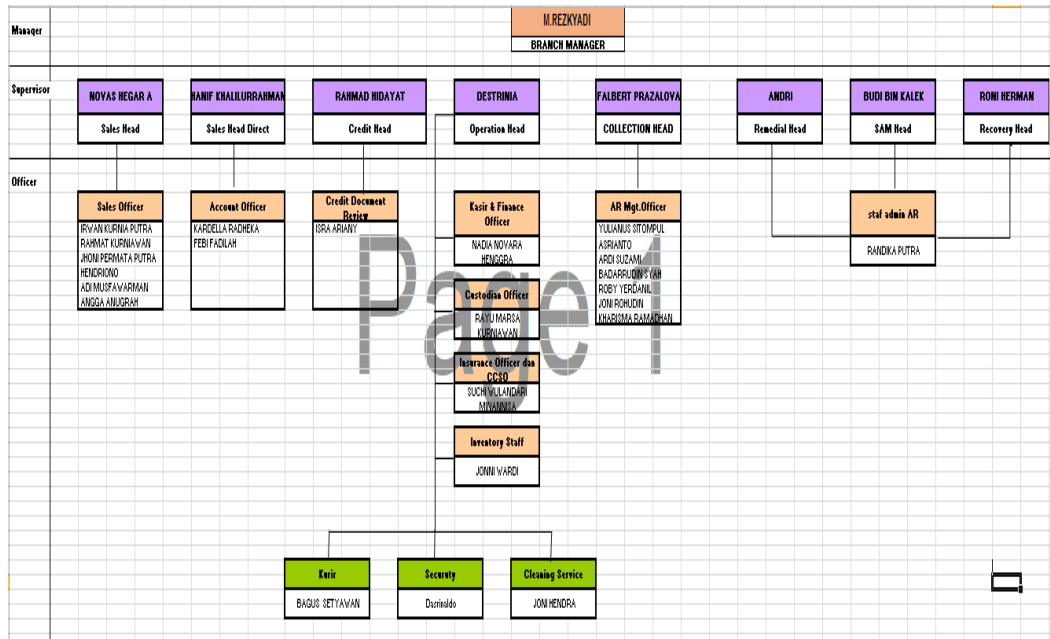 M.REZKYADI
Manager
BRANCH MANAGER
Supervisor
NOVAS HEGAR A
HANIF KHALILURRAHMAN
RAHMAD HIDAYAT
DESTRINIA
FALBERT PRAZALOVA
ANDRI
BUDI BIN KALEK
RONI HERMAN
Sales Head
Sales Head Direct
Credit Head
Operation Head
COLLECTION HEAD
Remedial Head
SAM Head
Recovery Head
Officer
Sales Officer
IRWAN KURNIA PUTRA
RAHMAT KURNIAWAN
JHONI PERMATA PUTRA
HENDRIONO
ADI MUSFAWARMAN
ANGGA ANUGRAH
Account Officer
KARDELLA RADHEKA
FEBI FADILAH
Credit Document
Review
ISRA ARIANY
Kasir & Finance
Officer
NADIA NOVARA
HENGGRA
Custodian Officer
RAYU MARSA
KURNIAWAN
Insurance Officer dan
CCSO
SUCHI WULANDARI
MINANNISA
Inventory Staff
JONNI WARDI
AR Mgt.Officer
YULIANUS SITOMPUL
ASRIANTO
ARDI SUZAMI
BADARRUDIN SYAH
ROBY YERDANIL
JONI ROHUDIN
KHARISMA RAMADHAN
staf admin AR
RANDIKA PUTRA
Page 1
Kurir
BAGUS SETYAWAN
Security
Dasrinaldo
Cleaning Service
JONI HENDRA